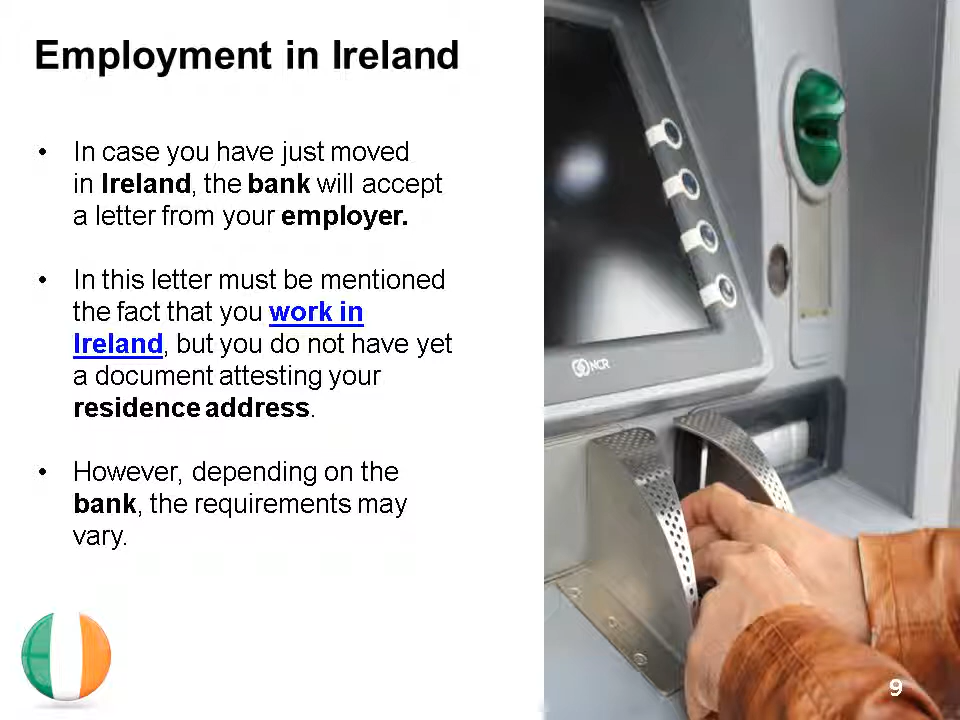 Employment in Ireland
• In case you have just moved
in Ireland, the bank will accept
a letter from your employer.
• In this letter must be mentioned
the fact that you work in
Ireland, but you do not have yet
a document attesting your
residence address.
• However, depending on the
bank, the requirements may
vary.
NCR
9